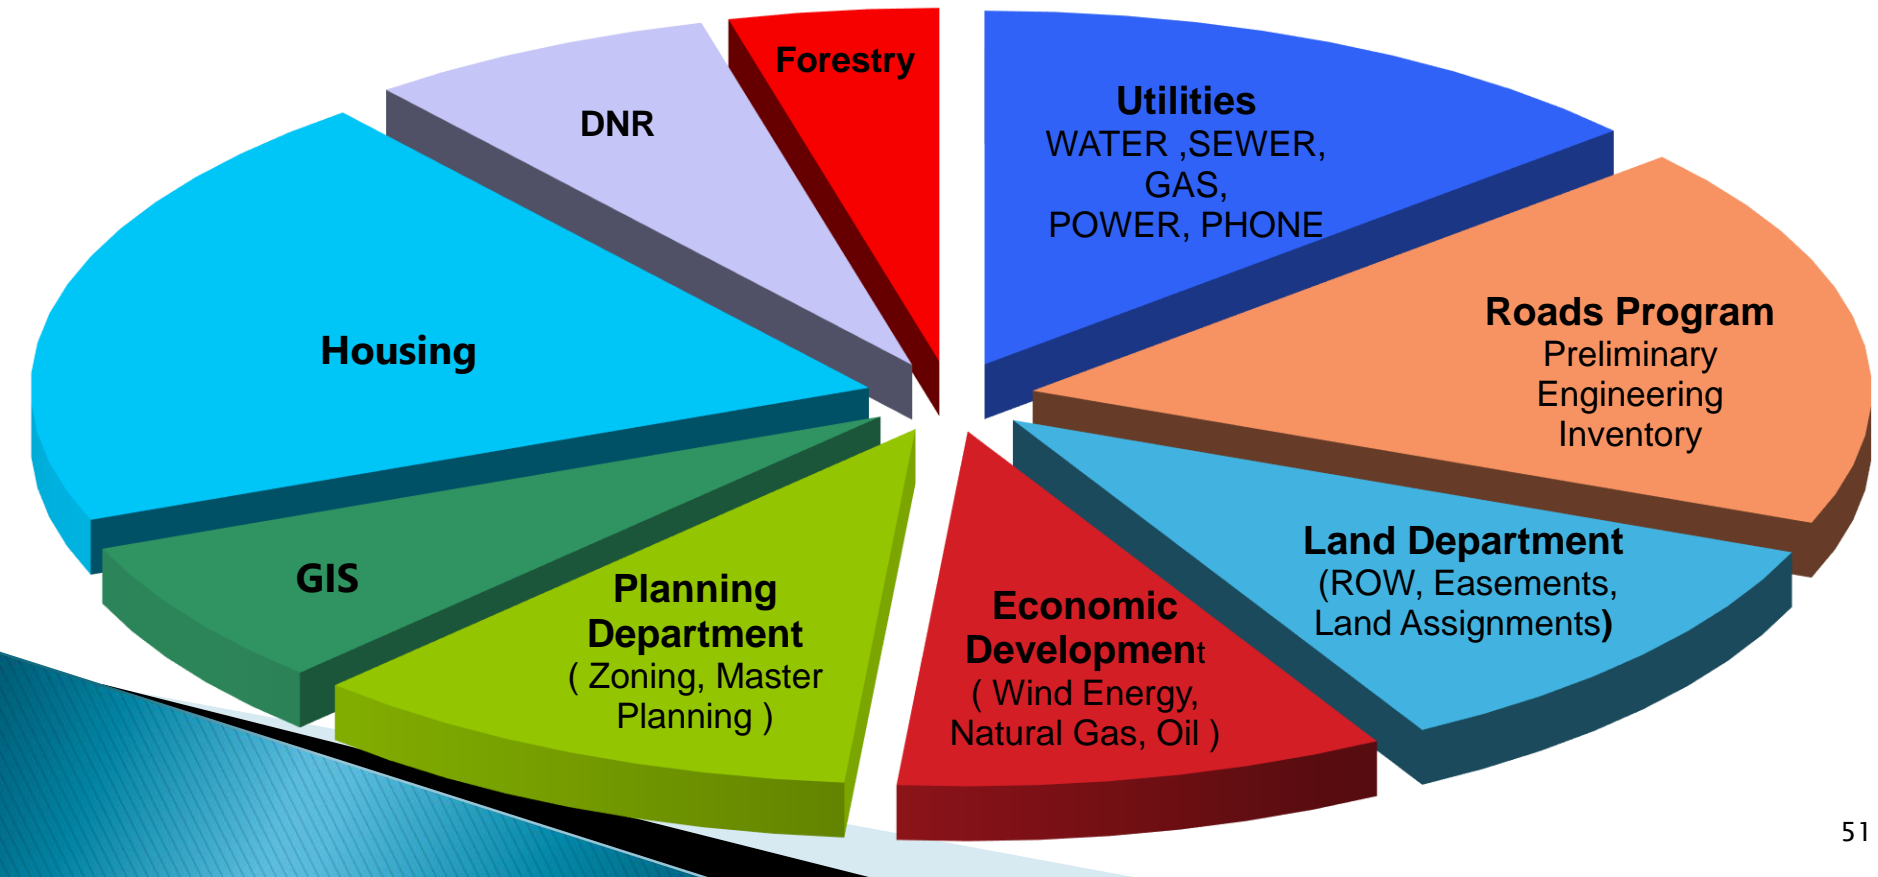 Forestry
DNR
Utilities
WATER ,SEWER,
GAS,
POWER, PHONE
Roads Program
Preliminary
Engineering
Inventory
Housing
Land Department
(ROW, Easements,
Land Assignments)
GIS
Planning
Department
( Zoning, Master
Planning )
Economic
Development
( Wind Energy,
Natural Gas, Oil )
51